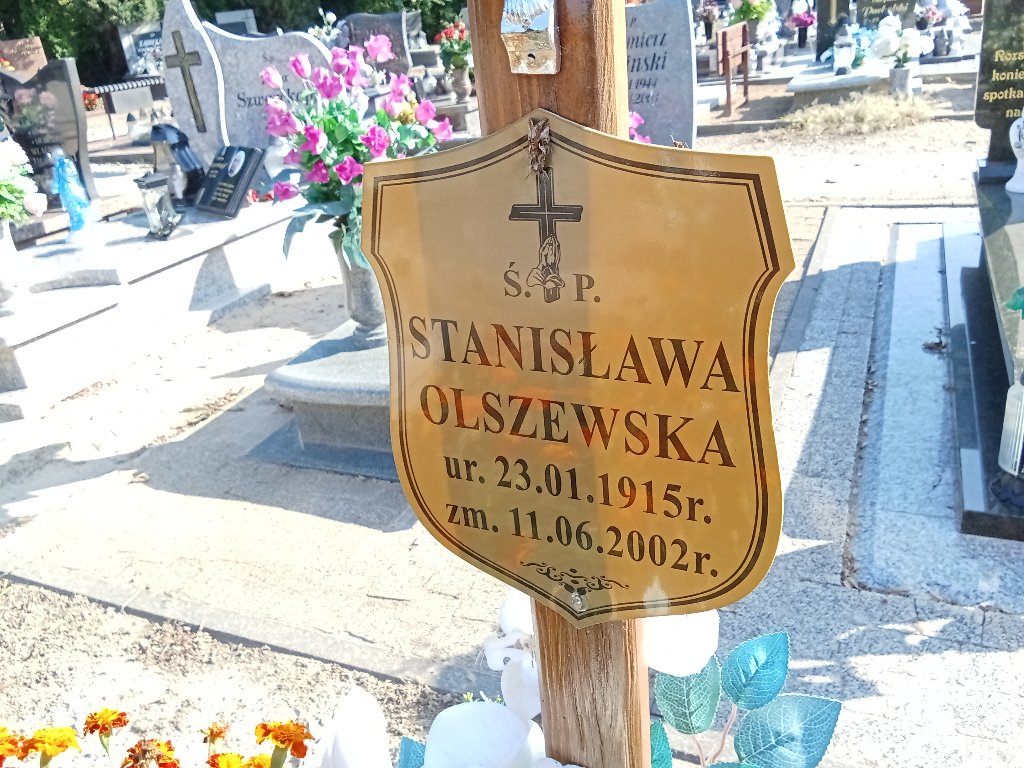 Ś. P.
STANISŁAWA
OLSZEWSKA
ur. 23.01.1915r.
zm. 11.06.2002r.